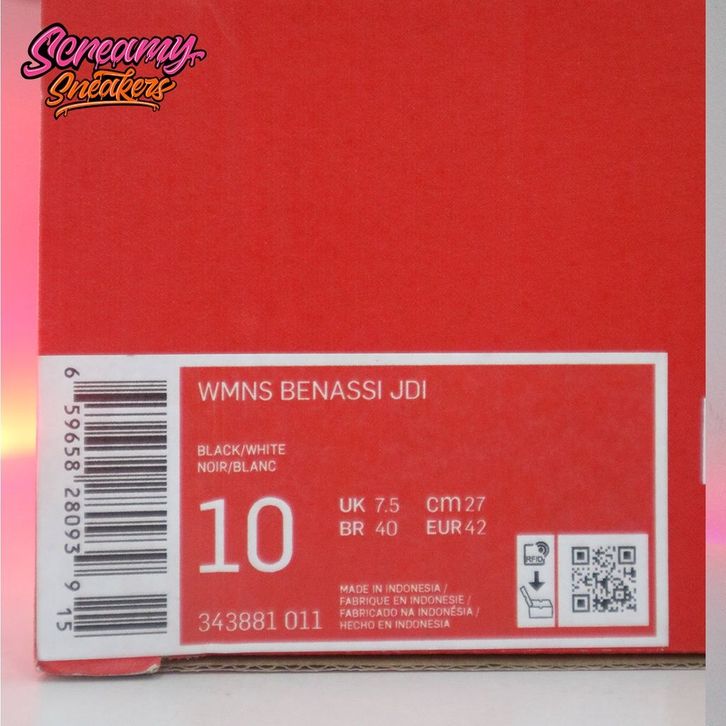 Screamy
Sneakers
WMNS BENASSI JDI
BLACK/WHITE
NOIR/BLANC
10
UK 7.5 cm 27
BR 40 EUR 42
343881 011
MADE IN INDONESIA /
FABRIQUE EN INDONESIE /
FABRICADO NA INDONÉSIA /
HECHO EN INDONESIA
RFID
6 59658 28093 9 15